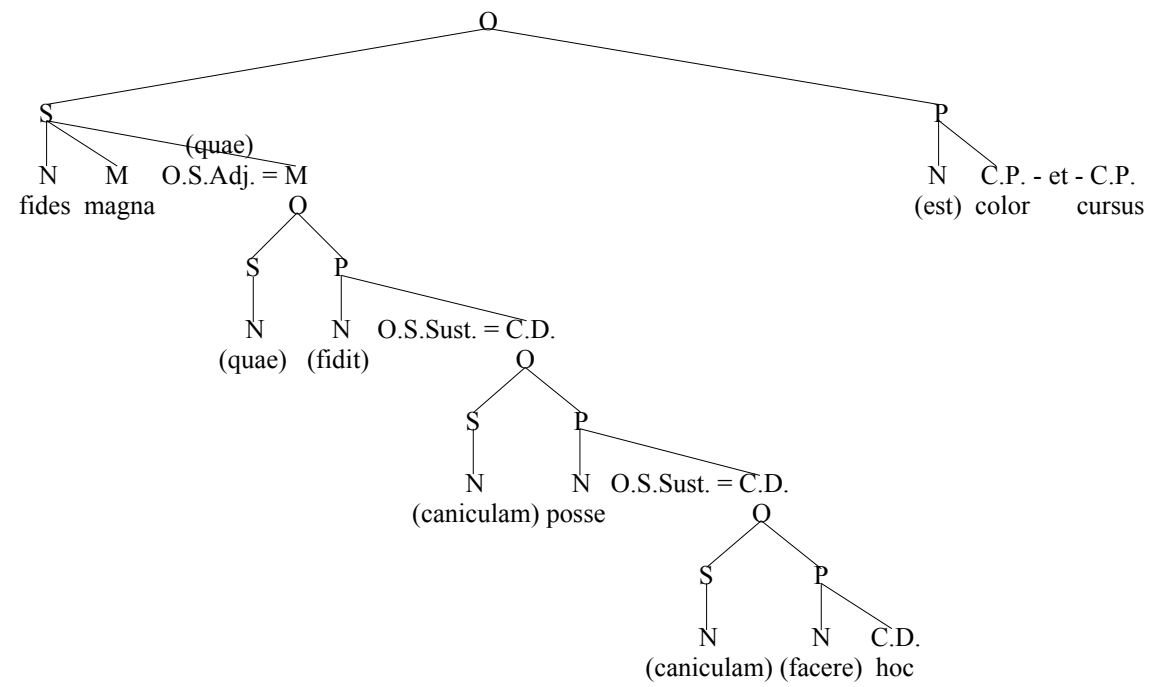 O
S P
(quae)
N M O.S.Adj. = M N C.P. - et - C.P.
fides magna (est) color cursus
O
S P
N N O.S.Sust. = C.D.
(quae) (fidit)
O
S P
N N O.S.Sust. = C.D.
(caniculam) posse
O
S P
N N C.D.
(caniculam) (facere) hoc